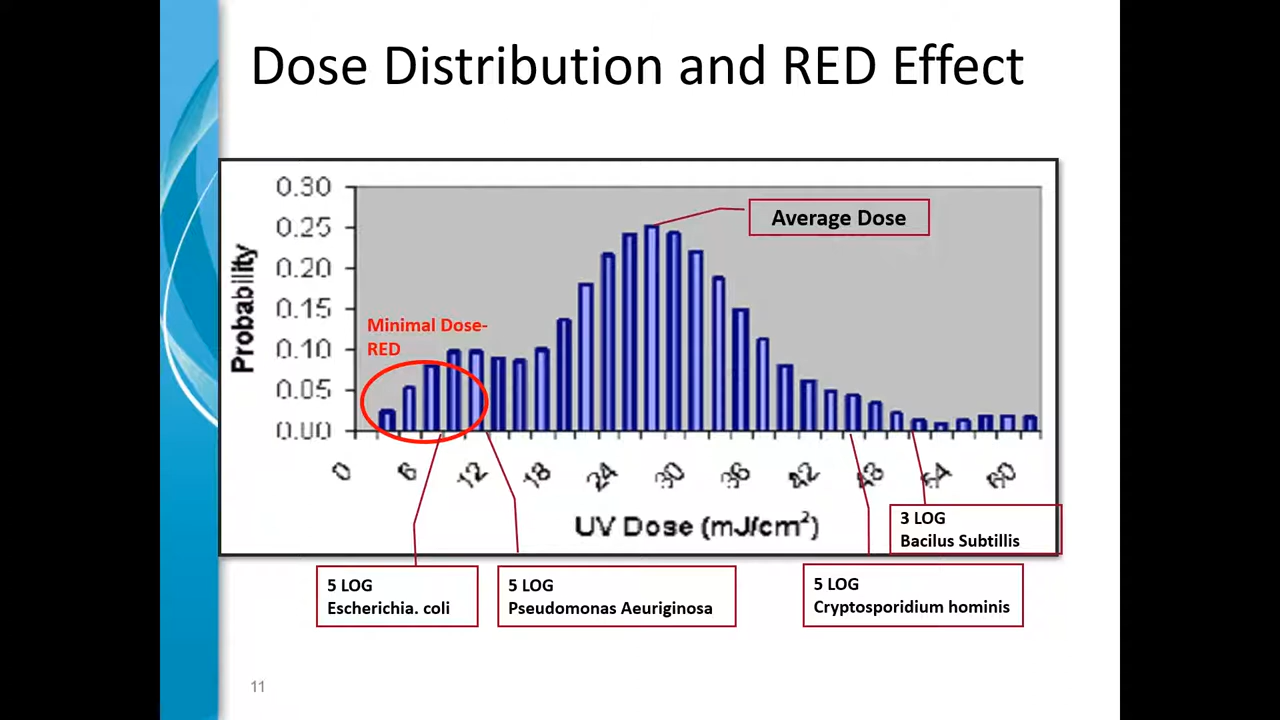 Dose Distribution and RED Effect
0.30
0.25
0.20
0.15
0.10
0.05
0.00
Probability
Average Dose
Minimal Dose-
RED
0 6 12 18 24 30 36 42 48 54 60
UV Dose (mJ/cm²)
3 LOG
Bacilus Subtillis
5 LOG
Escherichia. coli
5 LOG
Pseudomonas Aeuriginosa
5 LOG
Cryptosporidium hominis
11